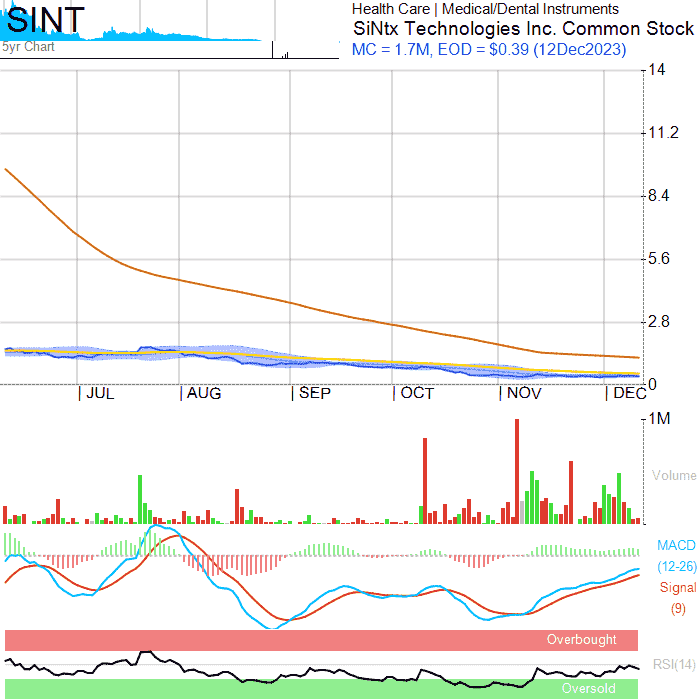 SINT
5yr Chart
Health Care | Medical/Dental Instruments
SiNtx Technologies Inc. Common Stock
MC = 1.7M, EOD = $0.39 (12Dec2023)
14
11.2
8.4
5.6
2.8
0
| JUL | AUG | SEP | OCT | NOV | DEC
1M
Volume
MACD
(12-26)
Signal
(9)
Overbought
RSI(14)
Oversold